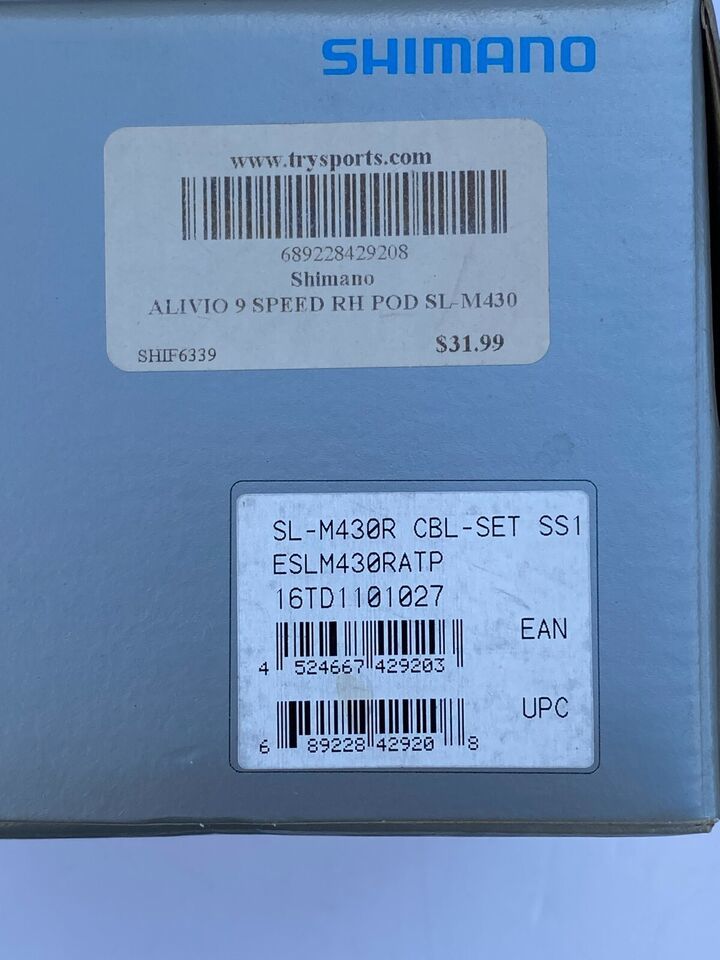 SHIMANO
www.trysports.com
689228429208
Shimano
ALIVIO 9 SPEED RH POD SL-M430
SHIF6339 $31.99
SL-M430R CBL-SET SS1
ESLM430RATP
16TD1101027
EAN
4 524667 429203
UPC
6 89228 42920 8